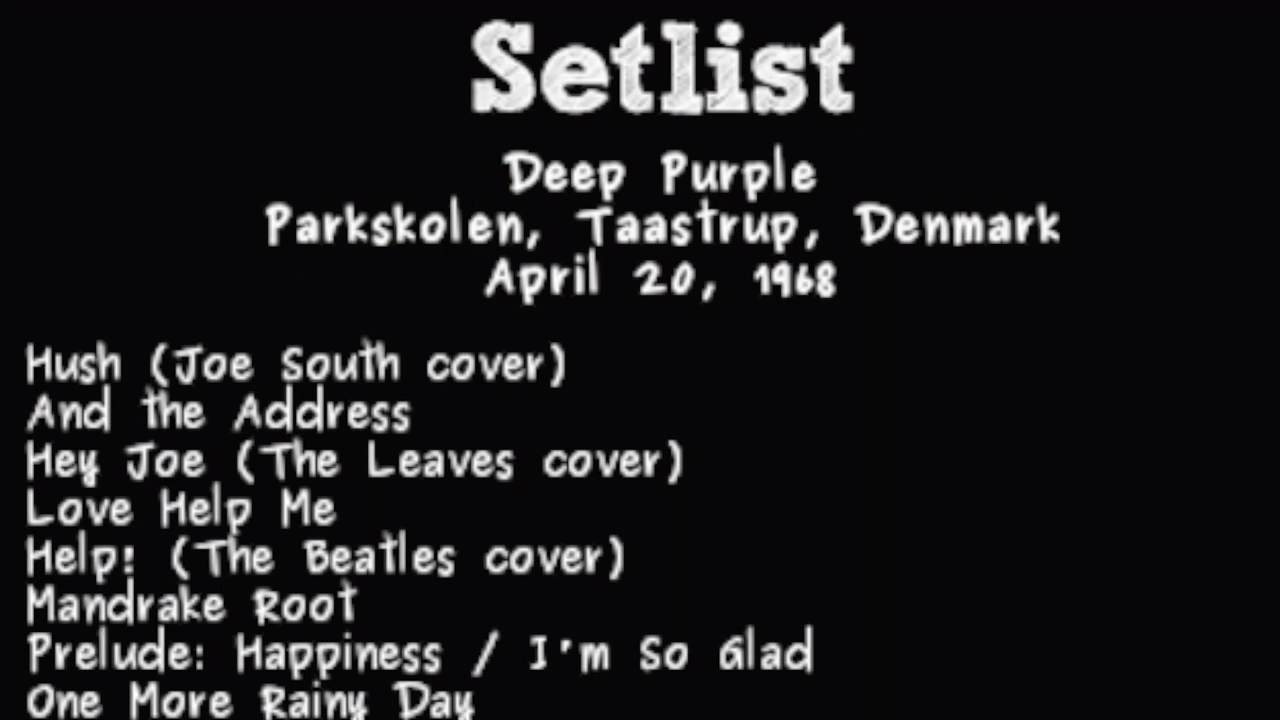 Setlist
Deep Purple
Parkskolen, Taastrup, Denmark
April 20, 1968
Hush (Joe South cover)
And the Address
Hey Joe (The Leaves cover)
Love Help Me
Help! (The Beatles cover)
Mandrake Root
Prelude: Happiness / I'm So Glad
One More Rainy Day